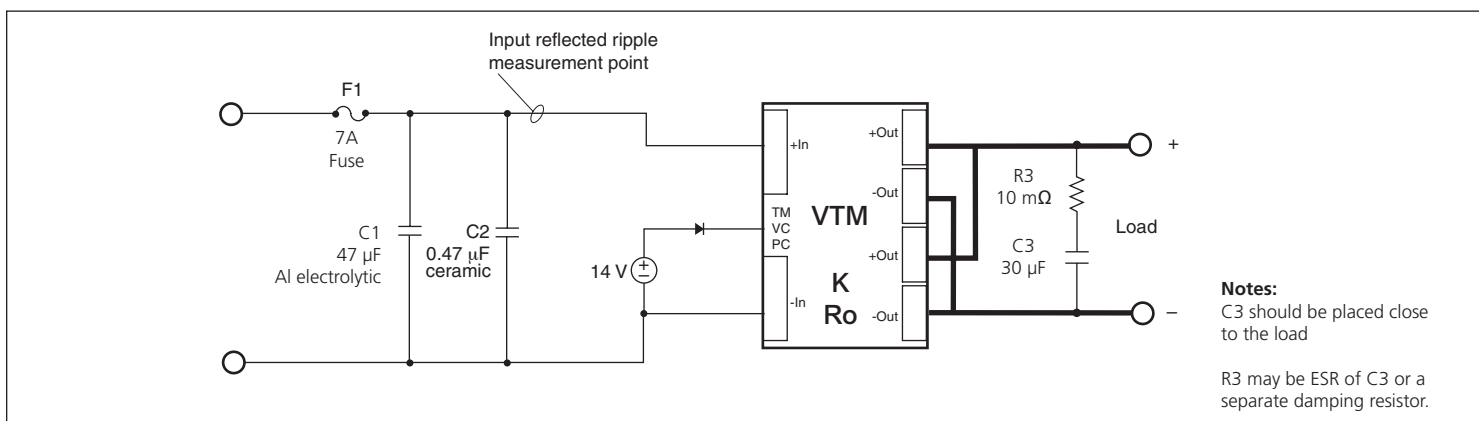 Input reflected ripple
measurement point
F1
7A
Fuse
C1
47 µF
Al electrolytic
C2
0.47 µF
ceramic
14 V
+
−
+In
TM
VC
PC
-In
VTM
K
Ro
+Out
-Out
+Out
-Out
R3
10 mΩ
C3
30 µF
+
Load
−
Notes:
C3 should be placed close
to the load
R3 may be ESR of C3 or a
separate damping resistor.